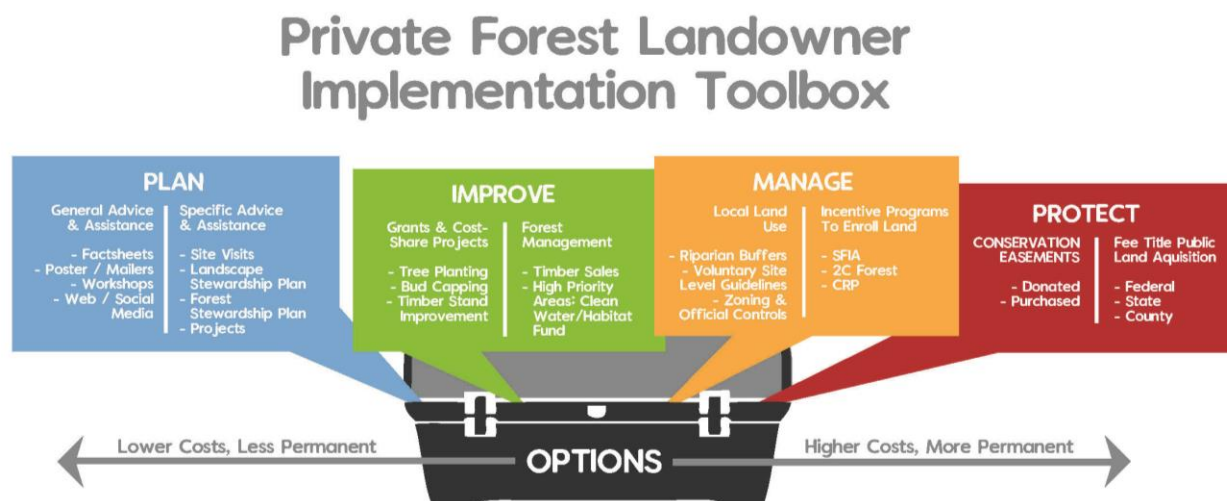 Private Forest Landowner
Implementation Toolbox
PLAN
General Advice
& Assistance
- Factsheets
- Poster / Mailers
- Workshops
- Web / Social
Media
Specific Advice
& Assistance
- Site Visits
- Landscape
Stewardship Plan
- Forest
Stewardship Plan
- Projects
IMPROVE
Grants & Cost-
Share Projects
- Tree Planting
- Bud Capping
- Timber Stand
Improvement
Forest
Management
- Timber Sales
- High Priority
Areas: Clean
Water/Habitat
Fund
MANAGE
Local Land
Use
- Riparian Buffers
- Voluntary Site
Level Guidelines
- Zoning &
Official Controls
Incentive Programs
To Enroll Land
- SFIA
- 2C Forest
- CRP
PROTECT
CONSERVATION
EASEMENTS
- Donated
- Purchased
Fee Title Public
Land Aquisition
- Federal
- State
- County
Lower Costs, Less Permanent
OPTIONS
Higher Costs, More Permanent